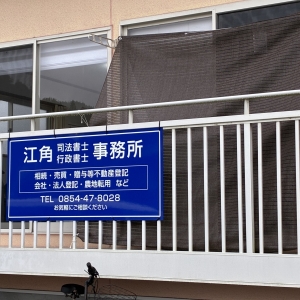 江角 司法書士 行政書士 事務所
相続・売買・贈与等不動産登記
会社・法人登記・農地転用 など
TEL 0854-47-8028
お気軽にご相談ください